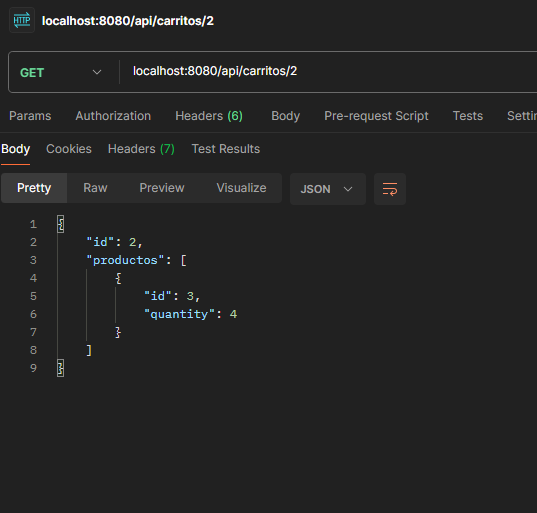 HTTP localhost:8080/api/carritos/2
GET localhost:8080/api/carritos/2
Params Authorization Headers (6) Body Pre-request Script Tests
Body Cookies Headers (7) Test Results
Pretty Raw Preview Visualize JSON
1 {
2 "id": 2,
3 "productos": [
4 {
5 "id": 3,
6 "quantity": 4
7 }
8 ]
9 }